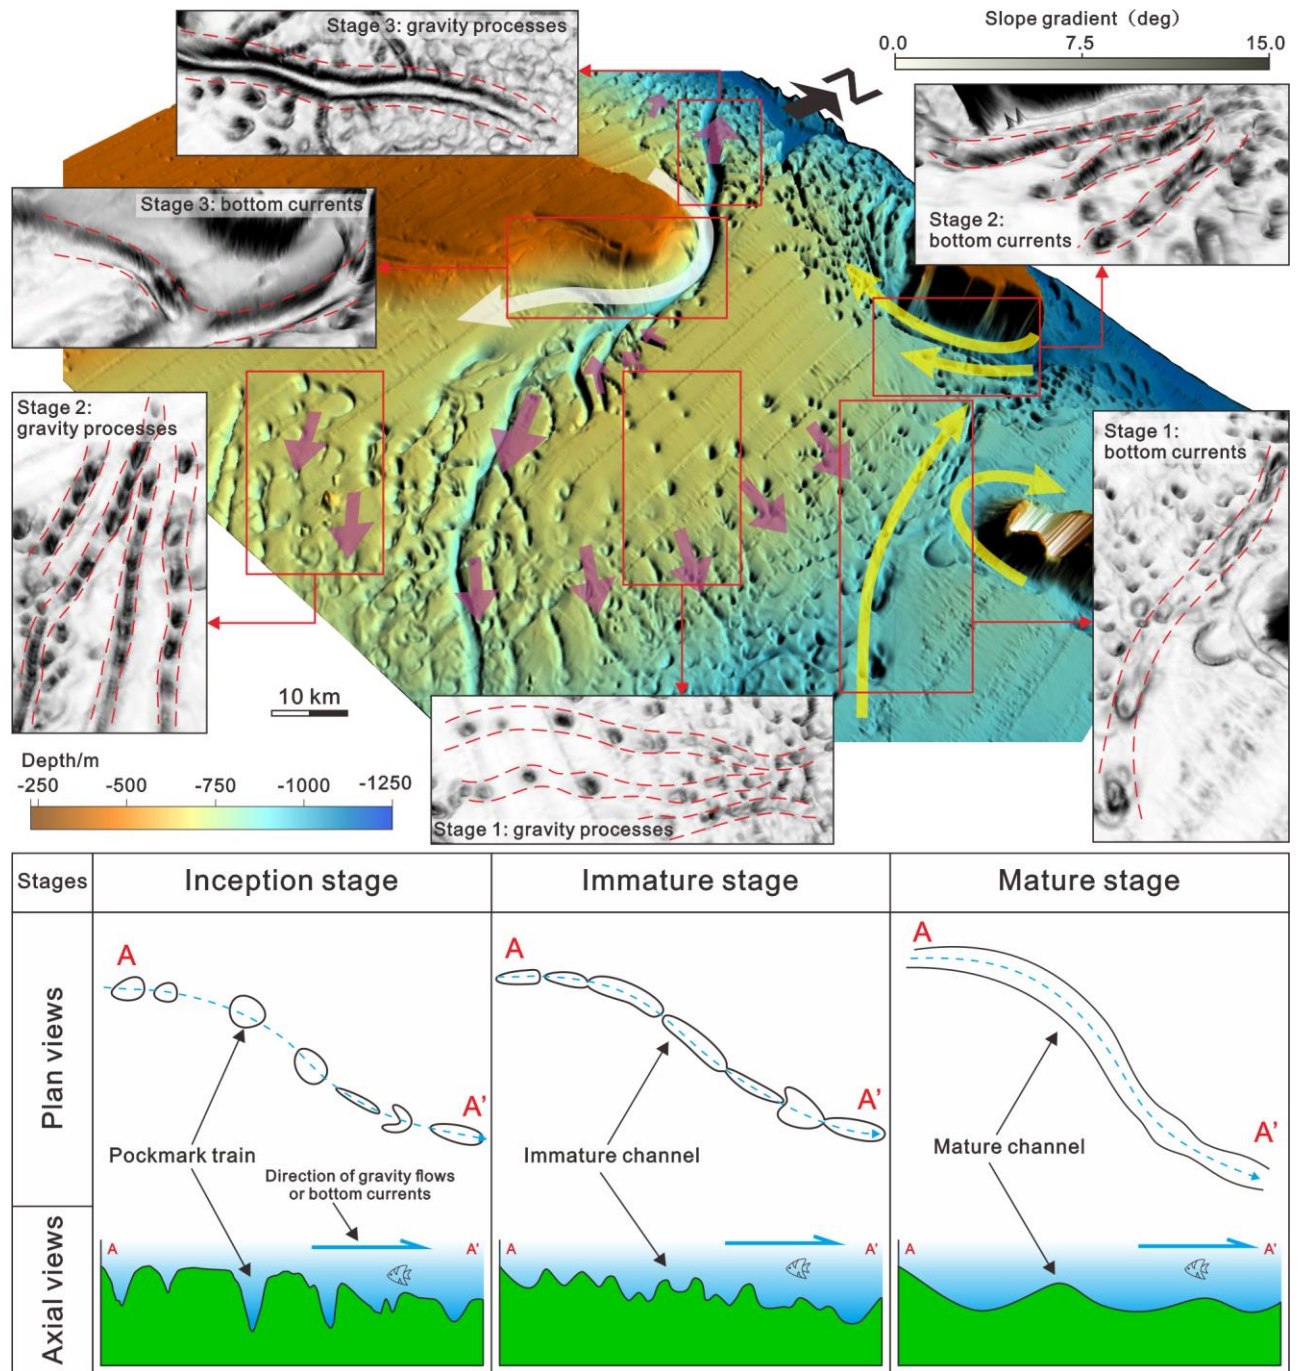 Stage 3: gravity processes
Slope gradient（deg）
0.0
7.5
15.0
N
Stage 3: bottom currents
Stage 2:
bottom currents
Stage 2:
gravity processes
Stage 1:
bottom currents
10 km
Depth/m
-250
-500
-750
-1000
-1250
Stage 1: gravity processes
Stages
Inception stage
Immature stage
Mature stage
Plan views
A
A'
Pockmark train
Direction of gravity flows
or bottom currents
A
A'
Immature channel
A
A'
Mature channel
Axial views
A
A'
A
A'
A
A'